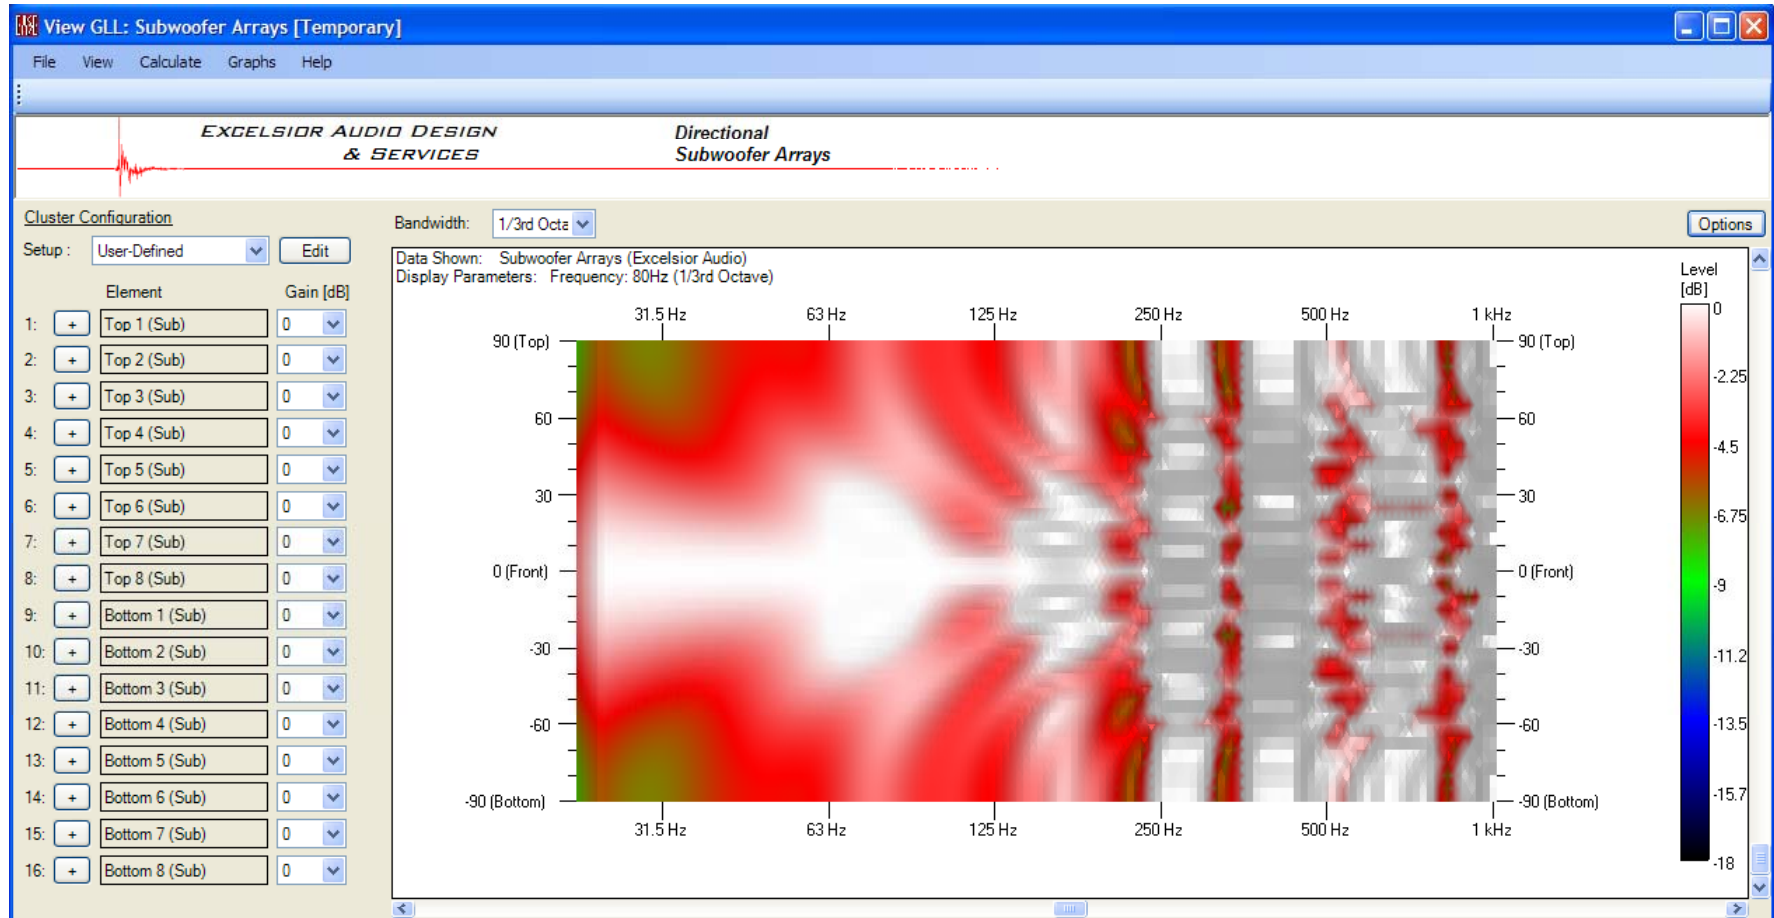 View GLL: Subwoofer Arrays [Temporary]
File View Calculate Graphs Help
EXCELSIOR AUDIO DESIGN
& SERVICES
Directional
Subwoofer Arrays
Cluster Configuration
Setup : User-Defined Edit
Element Gain [dB]
1: + Top 1 (Sub) 0
2: + Top 2 (Sub) 0
3: + Top 3 (Sub) 0
4: + Top 4 (Sub) 0
5: + Top 5 (Sub) 0
6: + Top 6 (Sub) 0
7: + Top 7 (Sub) 0
8: + Top 8 (Sub) 0
9: + Bottom 1 (Sub) 0
10: + Bottom 2 (Sub) 0
11: + Bottom 3 (Sub) 0
12: + Bottom 4 (Sub) 0
13: + Bottom 5 (Sub) 0
14: + Bottom 6 (Sub) 0
15: + Bottom 7 (Sub) 0
16: + Bottom 8 (Sub) 0
Bandwidth: 1/3rd Octa
Options
Data Shown: Subwoofer Arrays (Excelsior Audio)
Display Parameters: Frequency: 80Hz (1/3rd Octave)
31.5 Hz 63 Hz 125 Hz 250 Hz 500 Hz 1 kHz
90 (Top) 90 (Top)
60 60
30 30
0 (Front) 0 (Front)
-30 -30
-60 -60
-90 (Bottom) -90 (Bottom)
31.5 Hz 63 Hz 125 Hz 250 Hz 500 Hz 1 kHz
Level
[dB]
0
-2.25
-4.5
-6.75
-9
-11.2
-13.5
-15.7
-18